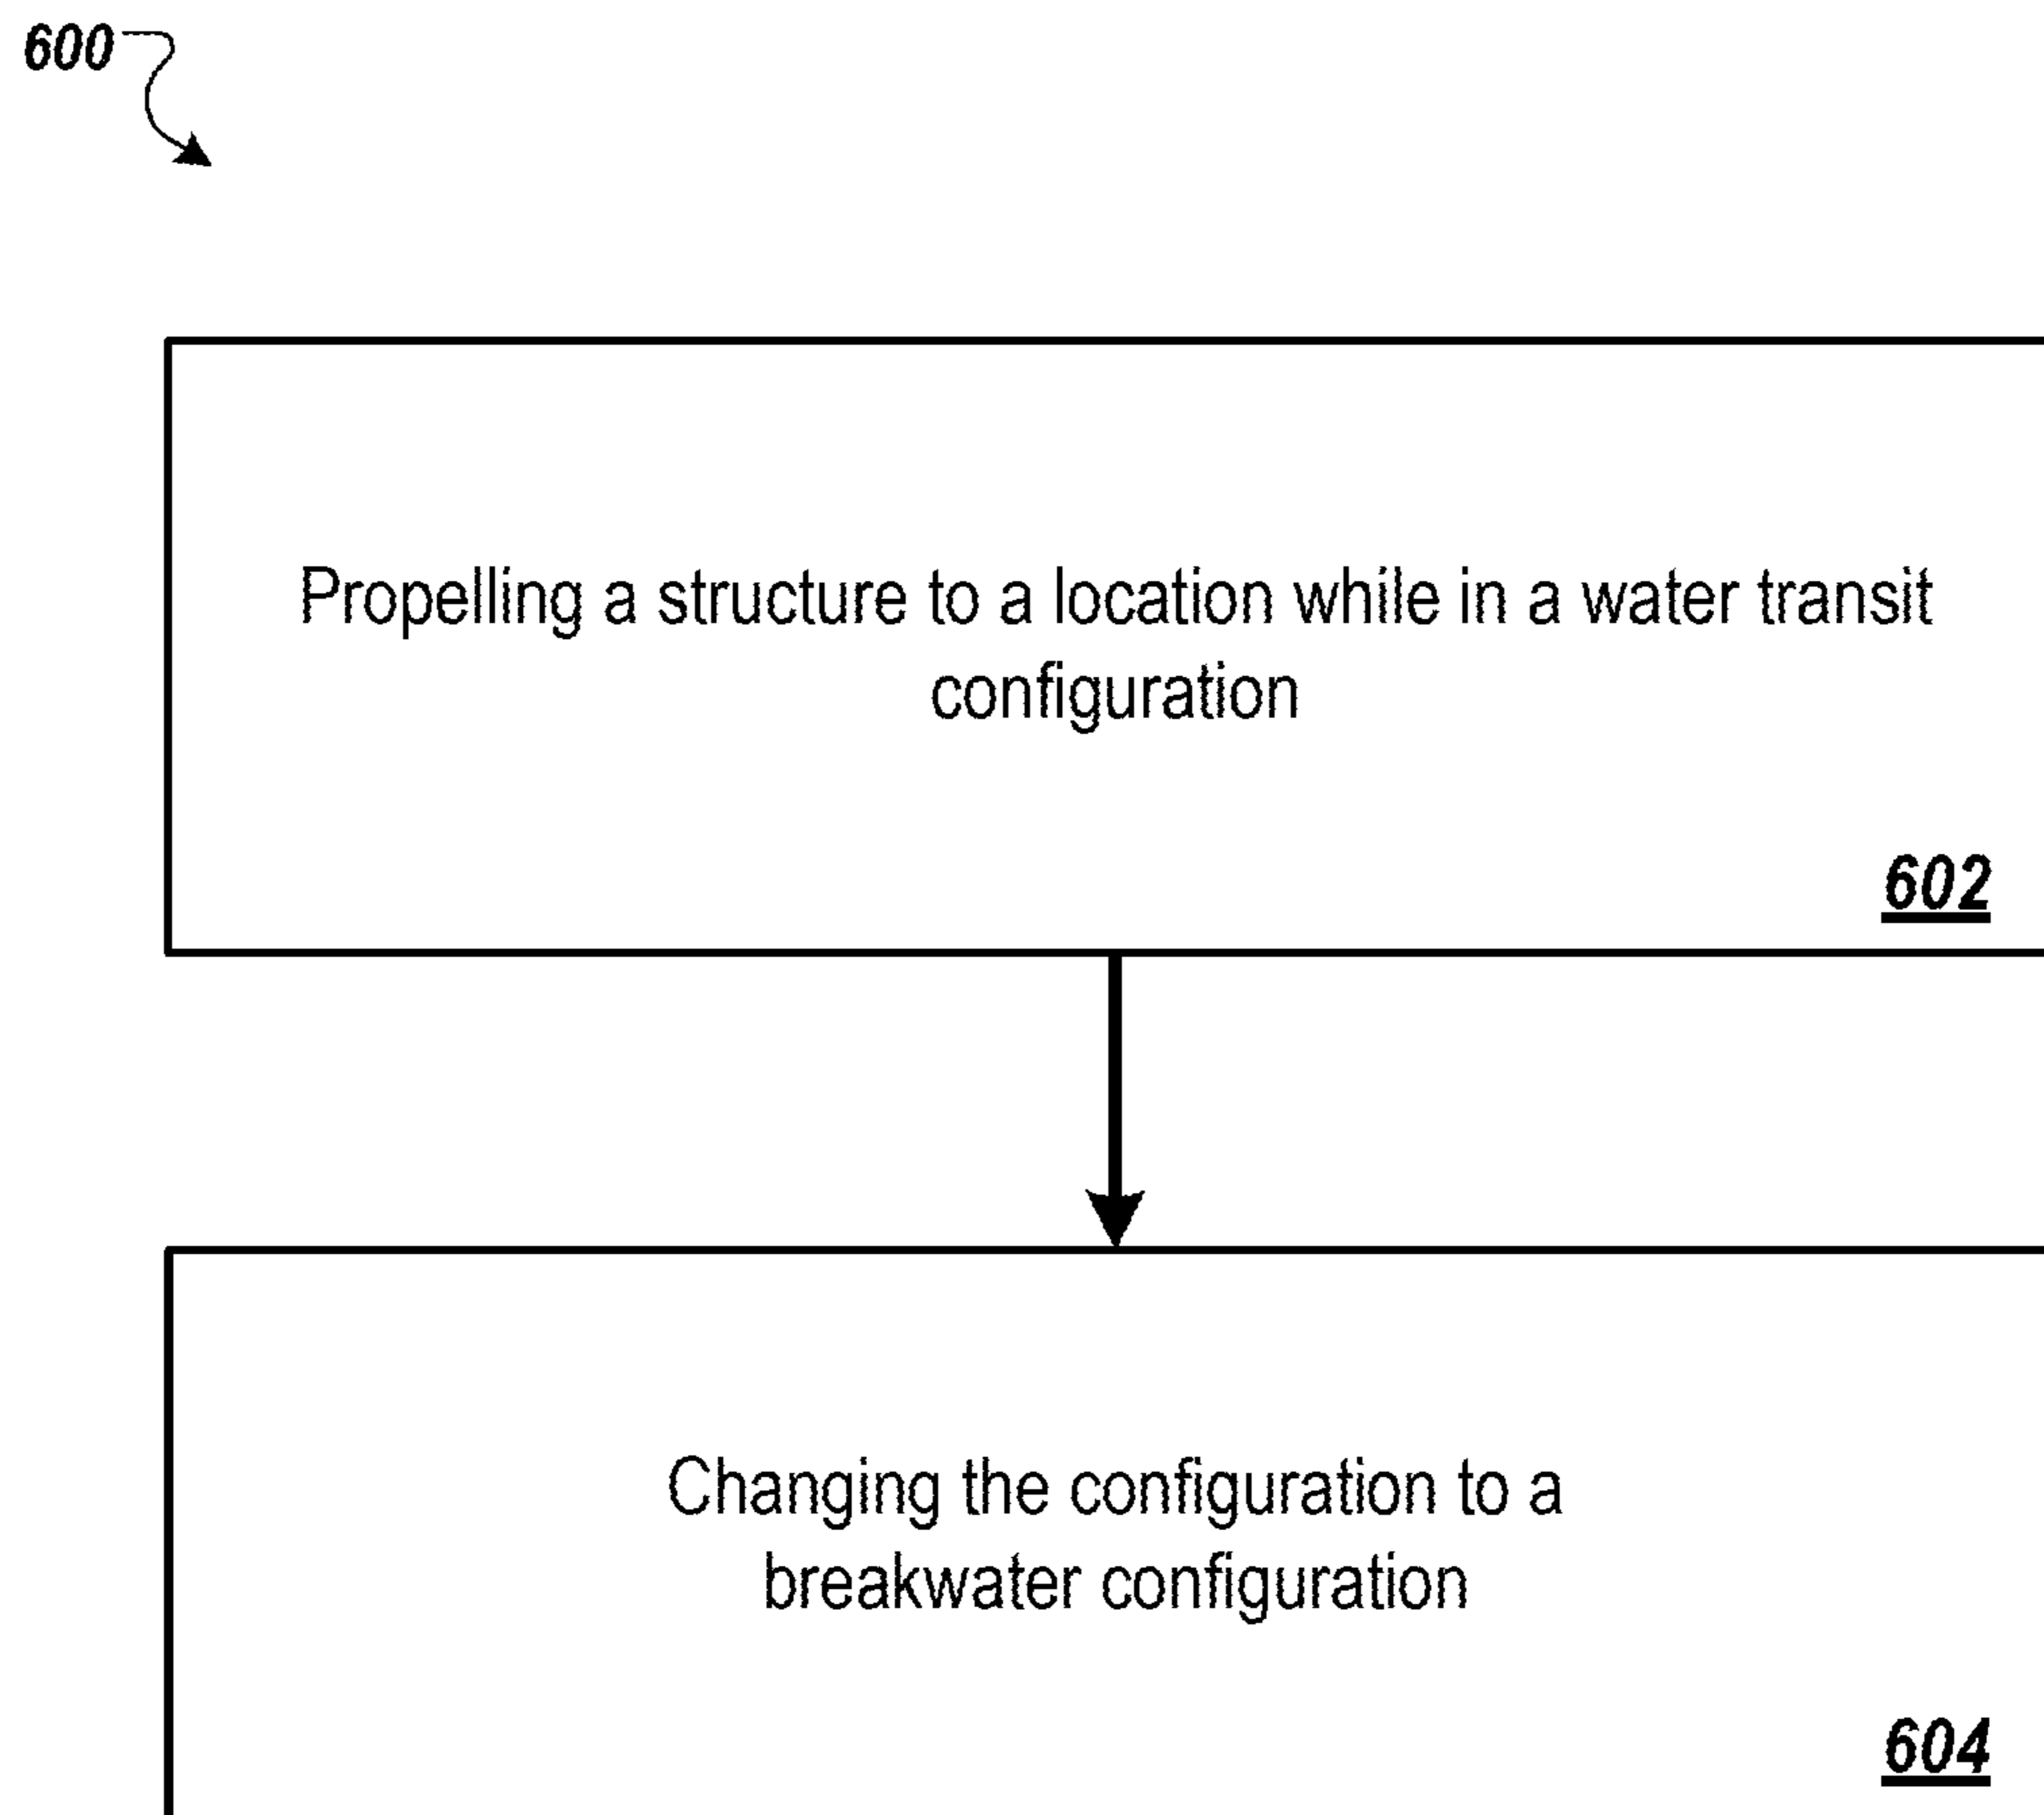 600
Propelling a structure to a location while in a water transit
configuration
602
Changing the configuration to a
breakwater configuration
604